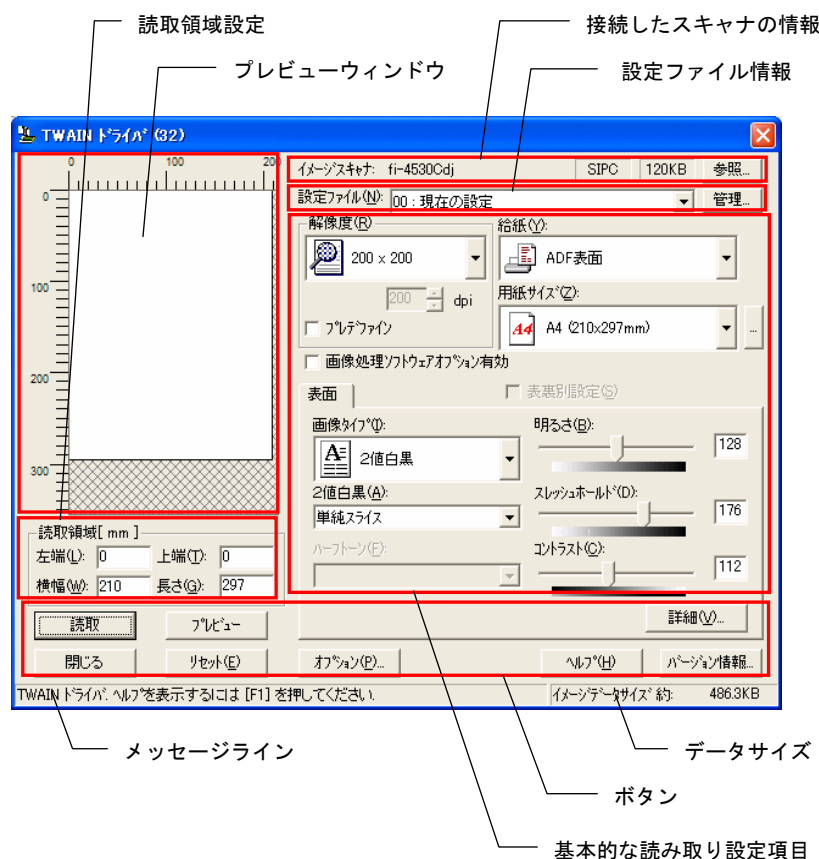 読取領域設定
接続したスキャナの情報
プレビューウィンドウ
設定ファイル情報
TWAIN ﾄﾞﾗｲﾊﾞ (32)
0 100 200
0
100
200
300
ｲﾒｰｼﾞｽｷｬﾅ: fi-4530Cdj SIPC 120KB 参照...
設定ﾌｧｲﾙ(N): 00 : 現在の設定 管理...
解像度(R)
200 × 200
200 dpi
ﾌﾟﾚﾃﾞﾌｧｲﾝ
給紙(Y):
ADF表面
用紙ｻｲｽﾞ(Z):
A4 A4 (210x297mm) ...
画像処理ｿﾌﾄｳｪｱｵﾌﾟｼｮﾝ有効
表面
表裏別設定(S)
画像ﾀｲﾌﾟ(I):
A 2値白黒
2値白黒(A):
単純ｽﾗｲｽ
ﾊｰﾌﾄｰﾝ(F):
明るさ(B):
128
ｽﾚｯｼｭﾎｰﾙﾄﾞ(D):
176
ｺﾝﾄﾗｽﾄ(C):
112
読取領域[ mm ]
左端(L): 0 上端(T): 0
横幅(W): 210 長さ(G): 297
詳細(V)...
読取 ﾌﾟﾚﾋﾞｭｰ
閉じる ﾘｾｯﾄ(E) ｵﾌﾟｼｮﾝ(P)... ﾍﾙﾌﾟ(H) ﾊﾞｰｼﾞｮﾝ情報...
TWAIN ﾄﾞﾗｲﾊﾞ. ﾍﾙﾌﾟを表示するには [F1] を押してください. ｲﾒｰｼﾞﾃﾞｰﾀｻｲｽﾞ 約: 486.3KB
メッセージライン
データサイズ
ボタン
基本的な読み取り設定項目